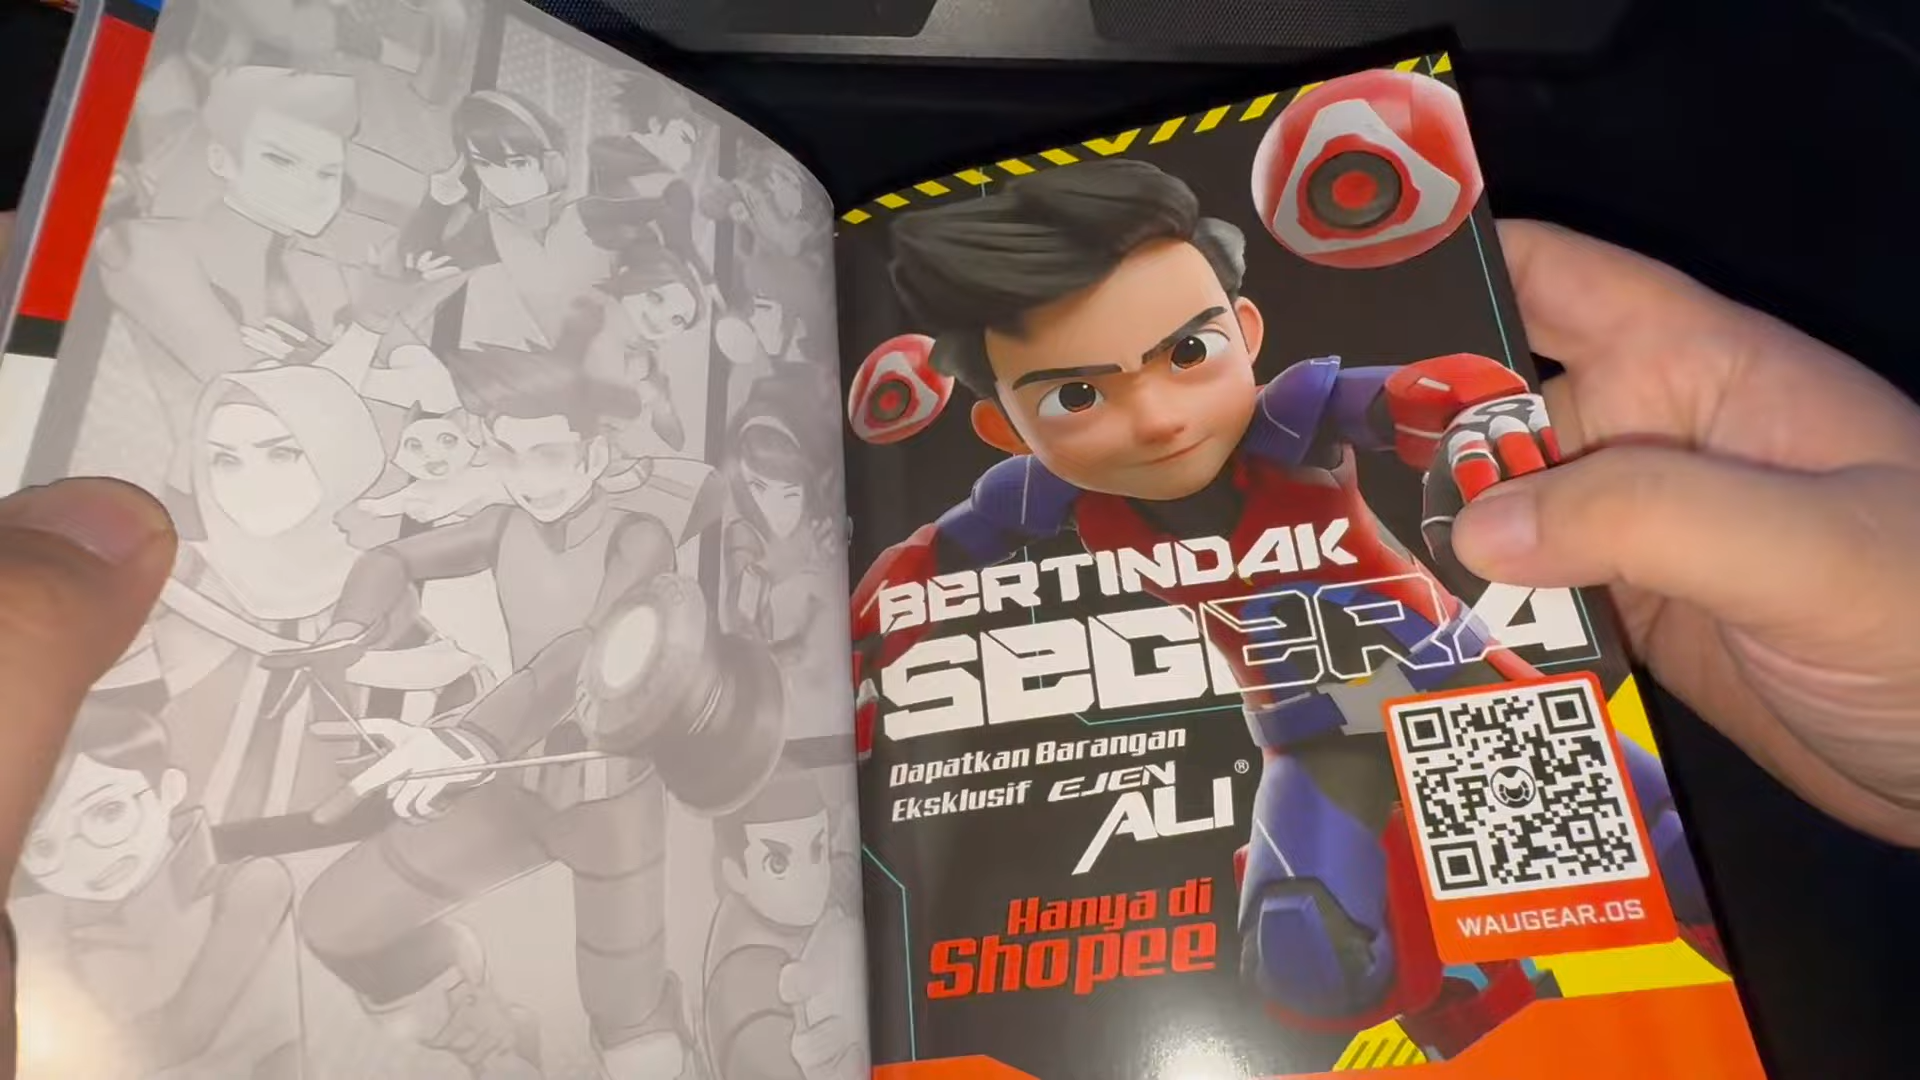 BERTINDAK
SEGERA
Dapatkan Barangan
Eksklusif EJEN
ALI®
Hanya di
Shopee
WAUGEAR.OS